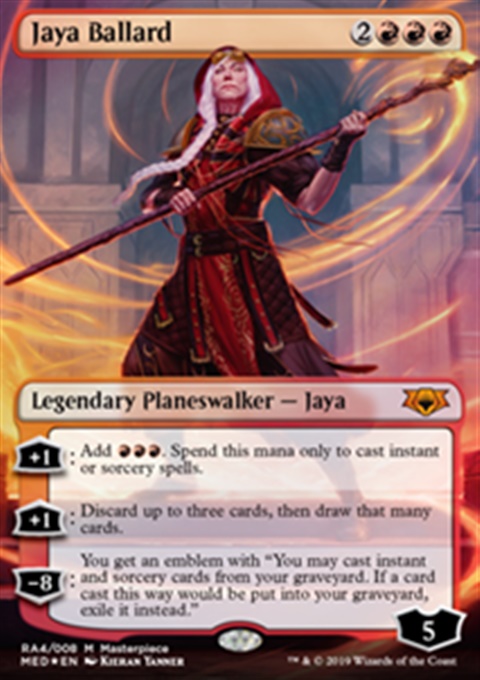 Jaya Ballard 2
Legendary Planeswalker — Jaya
+1: Add . Spend this mana only to cast instant
or sorcery spells.
+1: Discard up to three cards, then draw that many
cards.
You get an emblem with “You may cast instant
-8: and sorcery cards from your graveyard. If a card
cast this way would be put into your graveyard,
exile it instead.”
5
RA4/008 M Masterpiece
MED★EN Kieran Tanner
™ & © 2019 Wizards of the Coast